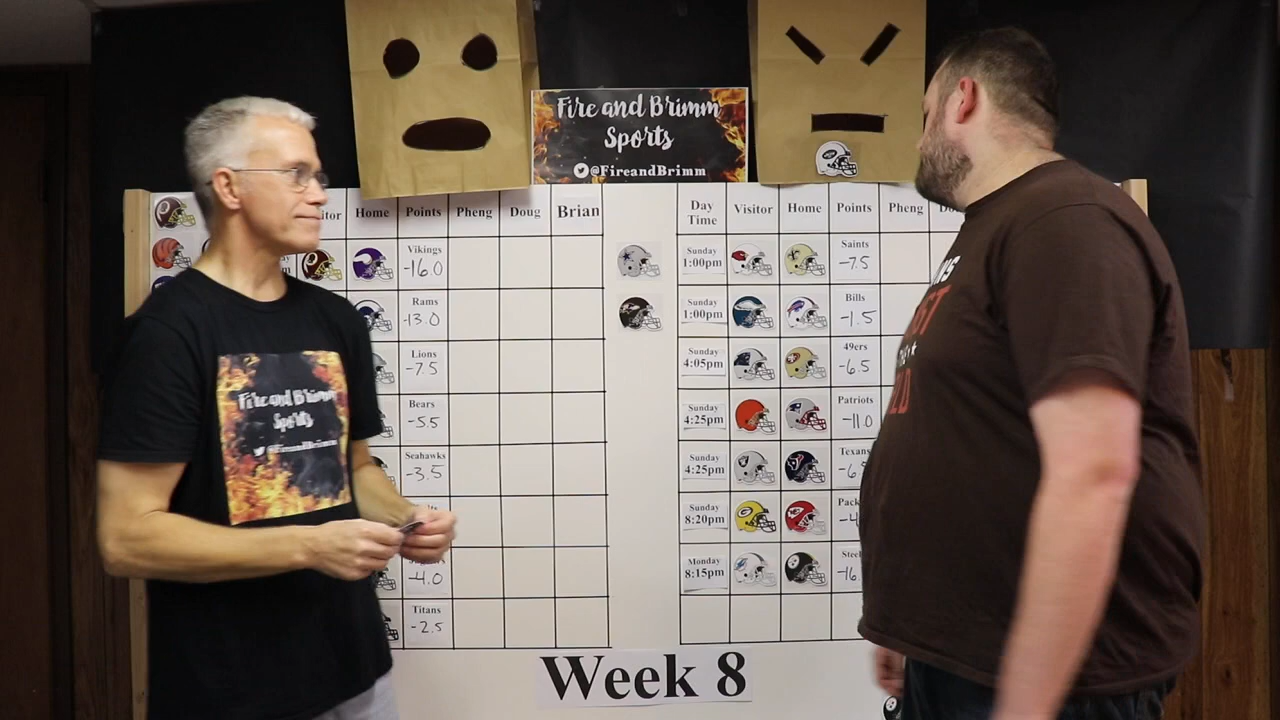 Fire and Brimm
Sports
@FireandBrimm
Home Points Pheng Doug Brian
Vikings
-16.0
Rams
-13.0
Lions
-7.5
Bears
-5.5
Seahawks
-3.5
-4.0
Titans
-2.5
Day
Time Visitor Home Points Pheng
Sunday
1:00pm
Saints
-7.5
Sunday
1:00pm
Bills
-1.5
Sunday
4:05pm
49ers
-6.5
Sunday
4:25pm
Patriots
-11.0
Sunday
4:25pm
Texans
Sunday
8:20pm
Monday
8:15pm
Week 8
Fire and Brimm
Sports
@FireandBrimm
JETS